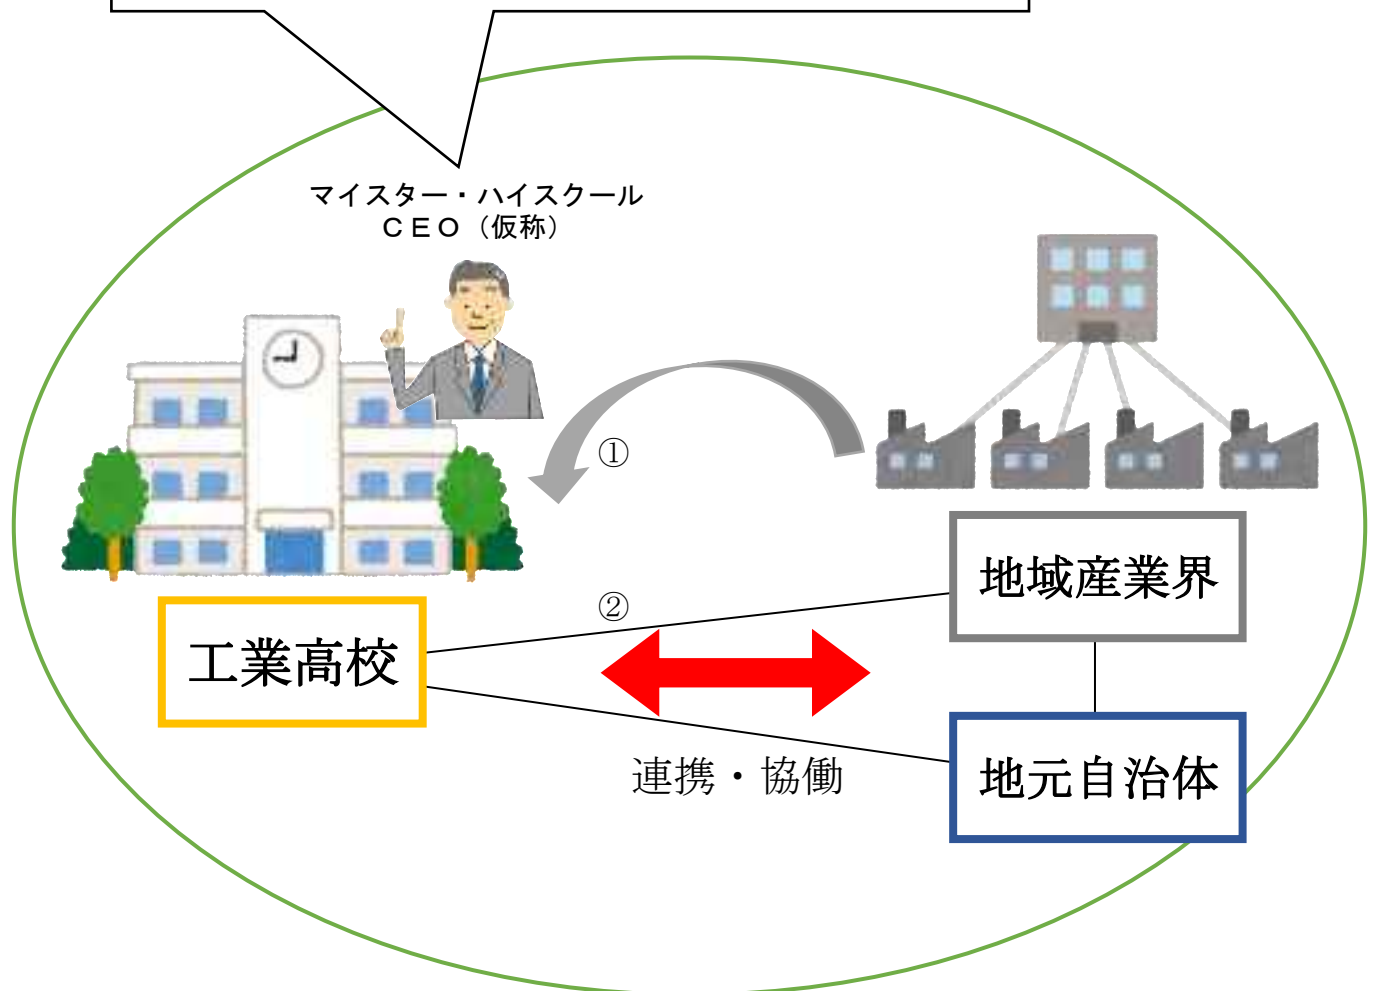 マイスター・ハイスクール
ＣＥＯ（仮称）
①
地域産業界
②
工業高校
連携・協働
地元自治体